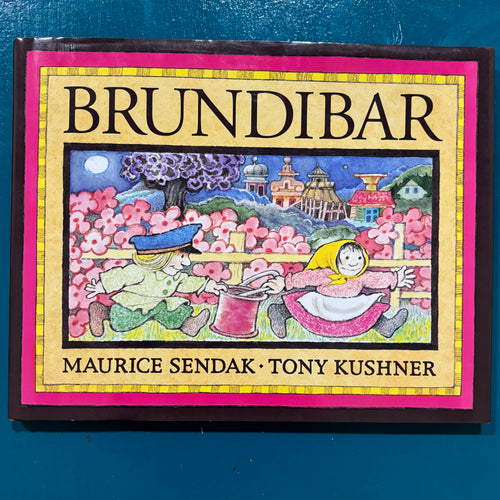 BRUNDIBAR
MAURICE SENDAK · TONY KUSHNER